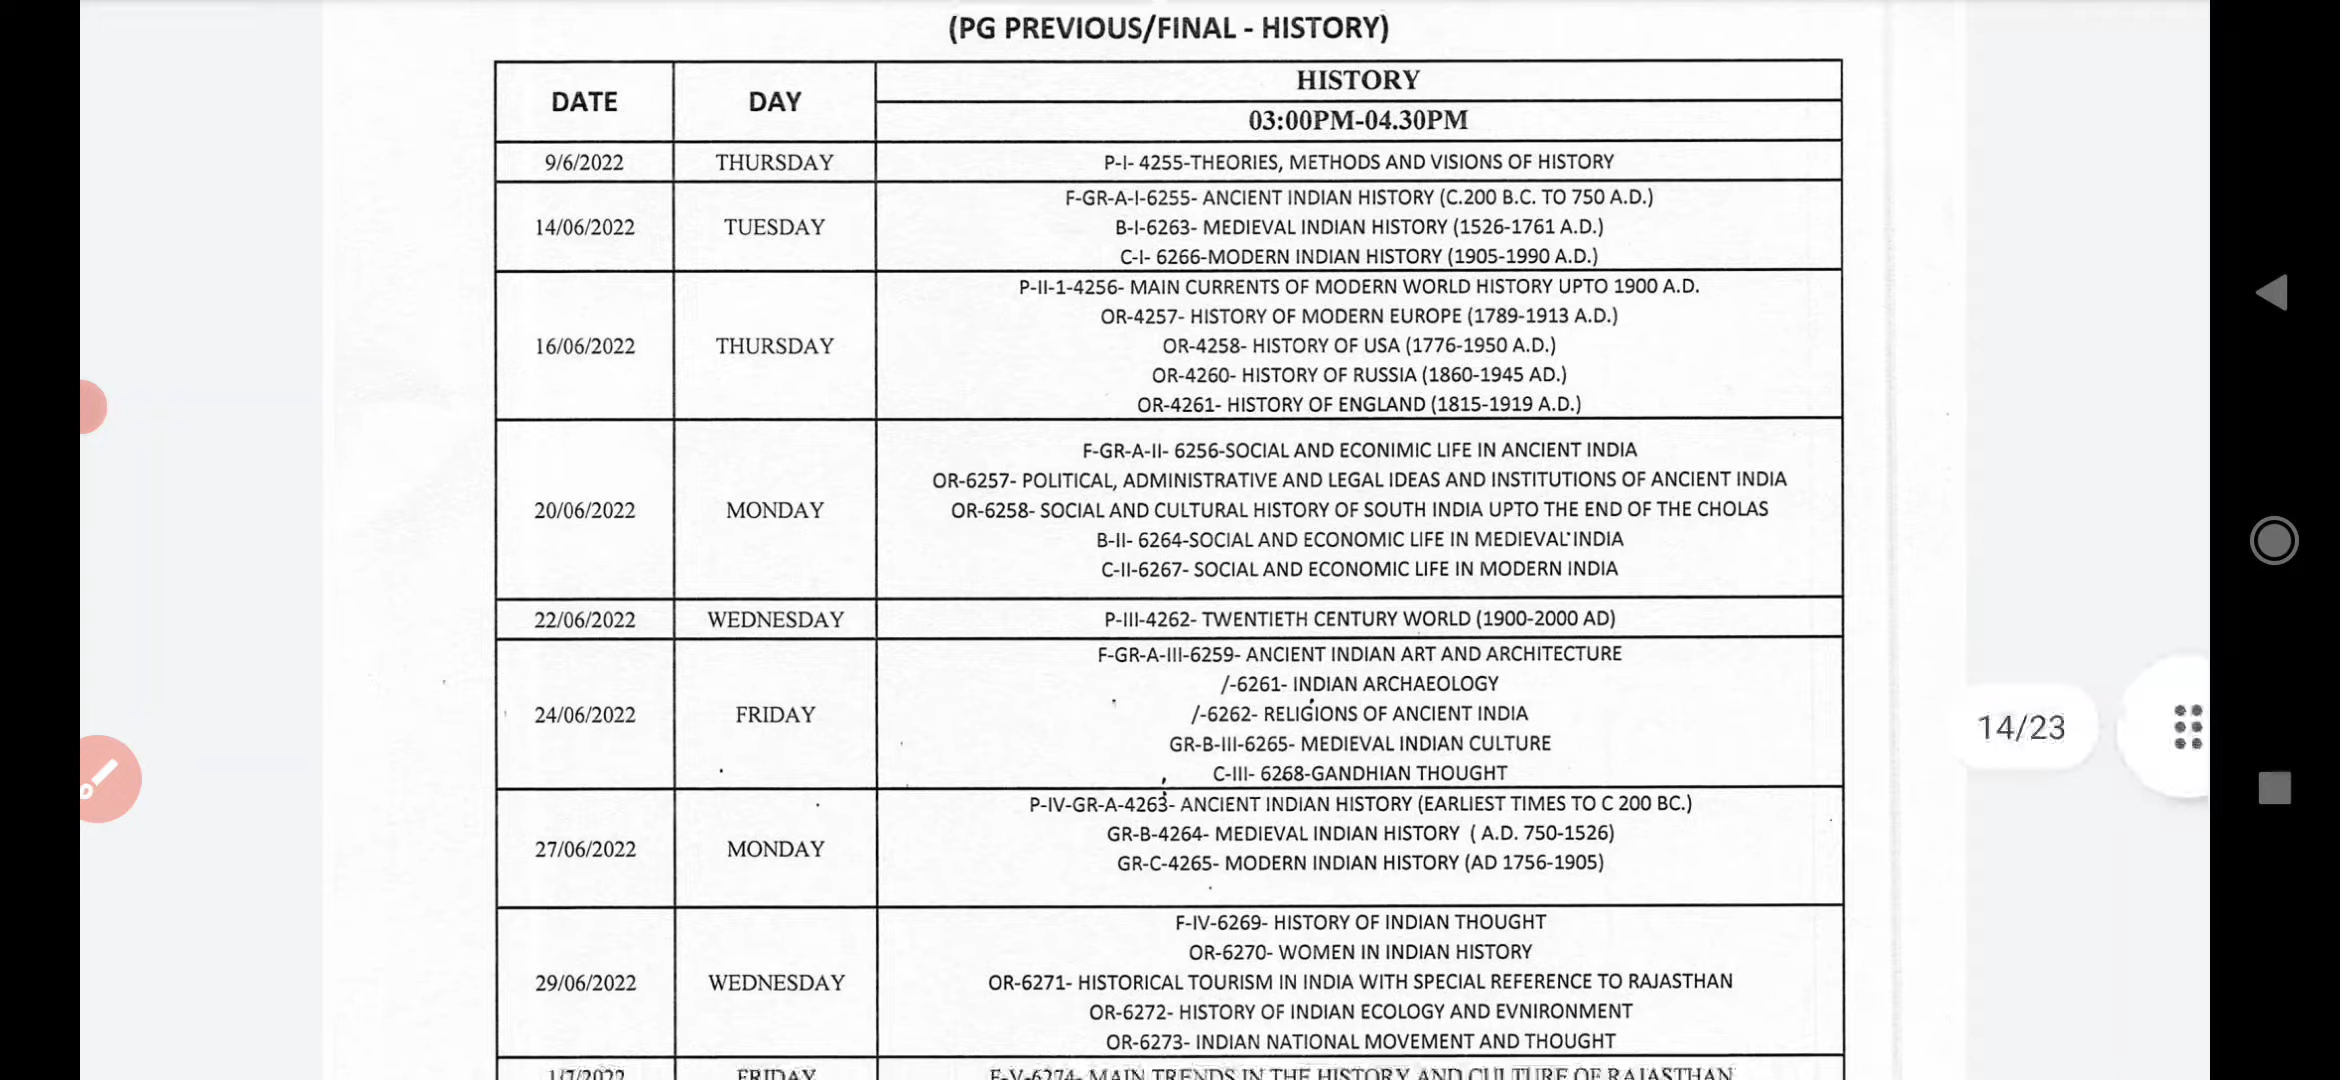 (PG PREVIOUS/FINAL - HISTORY)
DATE DAY HISTORY
03:00PM-04.30PM
9/6/2022 THURSDAY P-I- 4255-THEORIES, METHODS AND VISIONS OF HISTORY
F-GR-A-I-6255- ANCIENT INDIAN HISTORY (C.200 B.C. TO 750 A.D.)
14/06/2022 TUESDAY B-I-6263- MEDIEVAL INDIAN HISTORY (1526-1761 A.D.)
C-I- 6266-MODERN INDIAN HISTORY (1905-1990 A.D.)
P-II-1-4256- MAIN CURRENTS OF MODERN WORLD HISTORY UPTO 1900 A.D.
OR-4257- HISTORY OF MODERN EUROPE (1789-1913 A.D.)
16/06/2022 THURSDAY OR-4258- HISTORY OF USA (1776-1950 A.D.)
OR-4260- HISTORY OF RUSSIA (1860-1945 AD.)
OR-4261- HISTORY OF ENGLAND (1815-1919 A.D.)
F-GR-A-II- 6256-SOCIAL AND ECONIMIC LIFE IN ANCIENT INDIA
OR-6257- POLITICAL, ADMINISTRATIVE AND LEGAL IDEAS AND INSTITUTIONS OF ANCIENT INDIA
20/06/2022 MONDAY OR-6258- SOCIAL AND CULTURAL HISTORY OF SOUTH INDIA UPTO THE END OF THE CHOLAS
B-II- 6264-SOCIAL AND ECONOMIC LIFE IN MEDIEVAL INDIA
C-II-6267- SOCIAL AND ECONOMIC LIFE IN MODERN INDIA
22/06/2022 WEDNESDAY P-III-4262- TWENTIETH CENTURY WORLD (1900-2000 AD)
F-GR-A-III-6259- ANCIENT INDIAN ART AND ARCHITECTURE
/-6261- INDIAN ARCHAEOLOGY
24/06/2022 FRIDAY /-6262- RELIGIONS OF ANCIENT INDIA
GR-B-III-6265- MEDIEVAL INDIAN CULTURE
C-III- 6268-GANDHIAN THOUGHT
P-IV-GR-A-4263- ANCIENT INDIAN HISTORY (EARLIEST TIMES TO C 200 BC.)
GR-B-4264- MEDIEVAL INDIAN HISTORY ( A.D. 750-1526)
27/06/2022 MONDAY GR-C-4265- MODERN INDIAN HISTORY (AD 1756-1905)
F-IV-6269- HISTORY OF INDIAN THOUGHT
OR-6270- WOMEN IN INDIAN HISTORY
29/06/2022 WEDNESDAY OR-6271- HISTORICAL TOURISM IN INDIA WITH SPECIAL REFERENCE TO RAJASTHAN
OR-6272- HISTORY OF INDIAN ECOLOGY AND EVNIRONMENT
OR-6273- INDIAN NATIONAL MOVEMENT AND THOUGHT
1/7/2022 FRIDAY F-V-6274- MAIN TRENDS IN THE HISTORY AND CULTURE OF RAJASTHAN
14/23